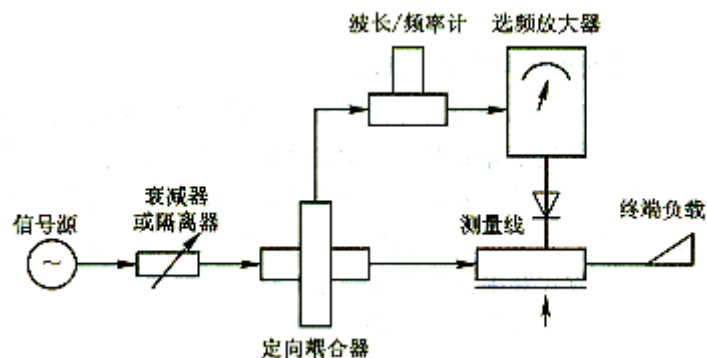 波长/频率计
选频放大器
衰减器
或隔离器
信号源
测量线
终端负载
~
定向耦合器